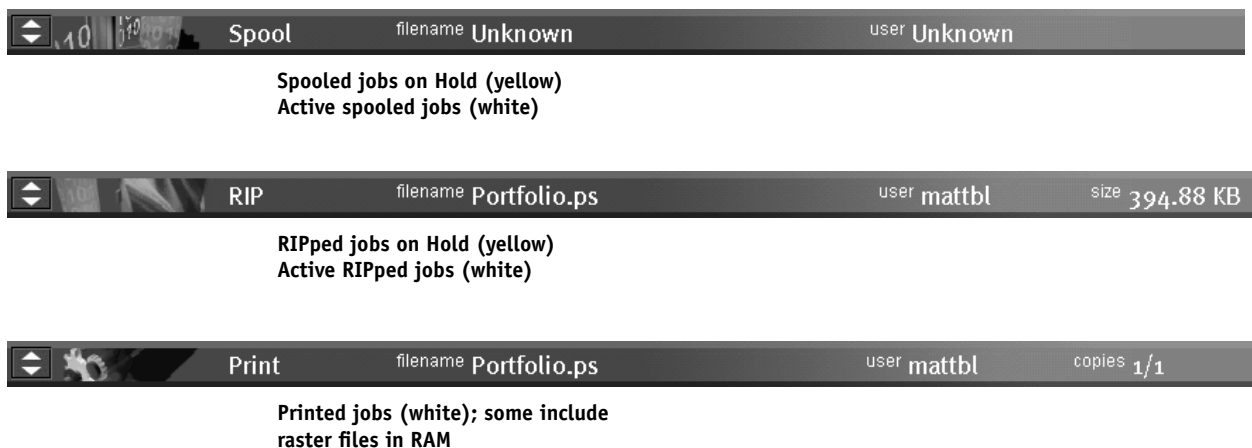 Spool filename Unknown user Unknown
Spooled jobs on Hold (yellow)
Active spooled jobs (white)
RIP filename Portfolio.ps user mattbl size 394.88 KB
RIPped jobs on Hold (yellow)
Active RIPped jobs (white)
Print filename Portfolio.ps user mattbl copies 1/1
Printed jobs (white); some include
raster files in RAM